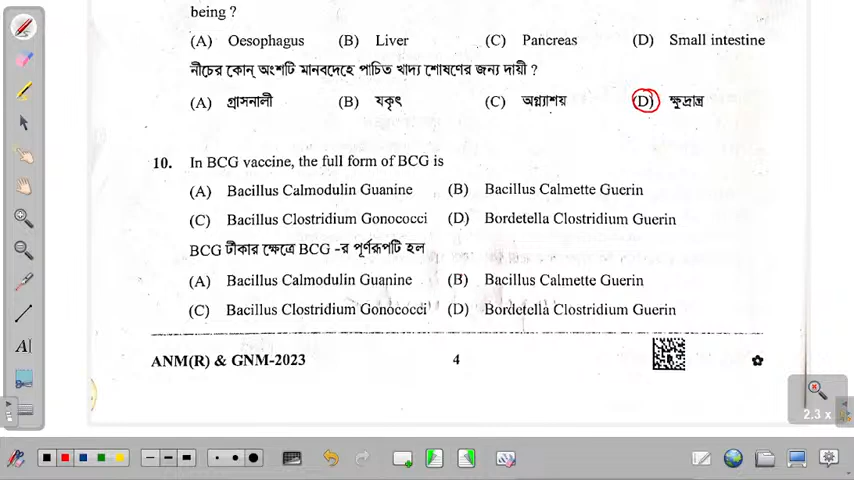 being ?
(A) Oesophagus (B) Liver (C) Pancreas (D) Small intestine
নীচের কোন্ অংশটি মানবদেহে পাচিত খাদ্য শোষণের জন্য দায়ী ?
(A) গ্রাসনালী (B) যকৃৎ (C) অগ্ন্যাশয় (D) ক্ষুদ্রান্ত্র
10. In BCG vaccine, the full form of BCG is
(A) Bacillus Calmodulin Guanine (B) Bacillus Calmette Guerin
(C) Bacillus Clostridium Gonococci (D) Bordetella Clostridium Guerin
BCG টীকার ক্ষেত্রে BCG -র পূর্ণরূপটি হল
(A) Bacillus Calmodulin Guanine (B) Bacillus Calmette Guerin
(C) Bacillus Clostridium Gonococci (D) Bordetella Clostridium Guerin
ANM(R) & GNM-2023 4
2.3 x
A